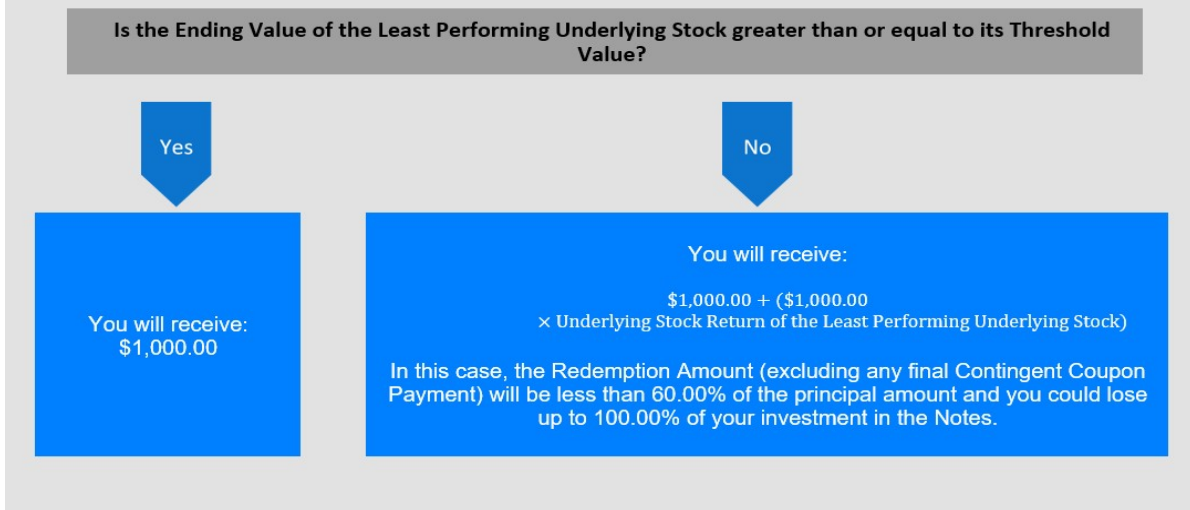 Is the Ending Value of the Least Performing Underlying Stock greater than or equal to its Threshold
Value?
Yes
No
You will receive:
$1,000.00
You will receive:
$1,000.00 + ($1,000.00
× Underlying Stock Return of the Least Performing Underlying Stock)
In this case, the Redemption Amount (excluding any final Contingent Coupon
Payment) will be less than 60.00% of the principal amount and you could lose
up to 100.00% of your investment in the Notes.